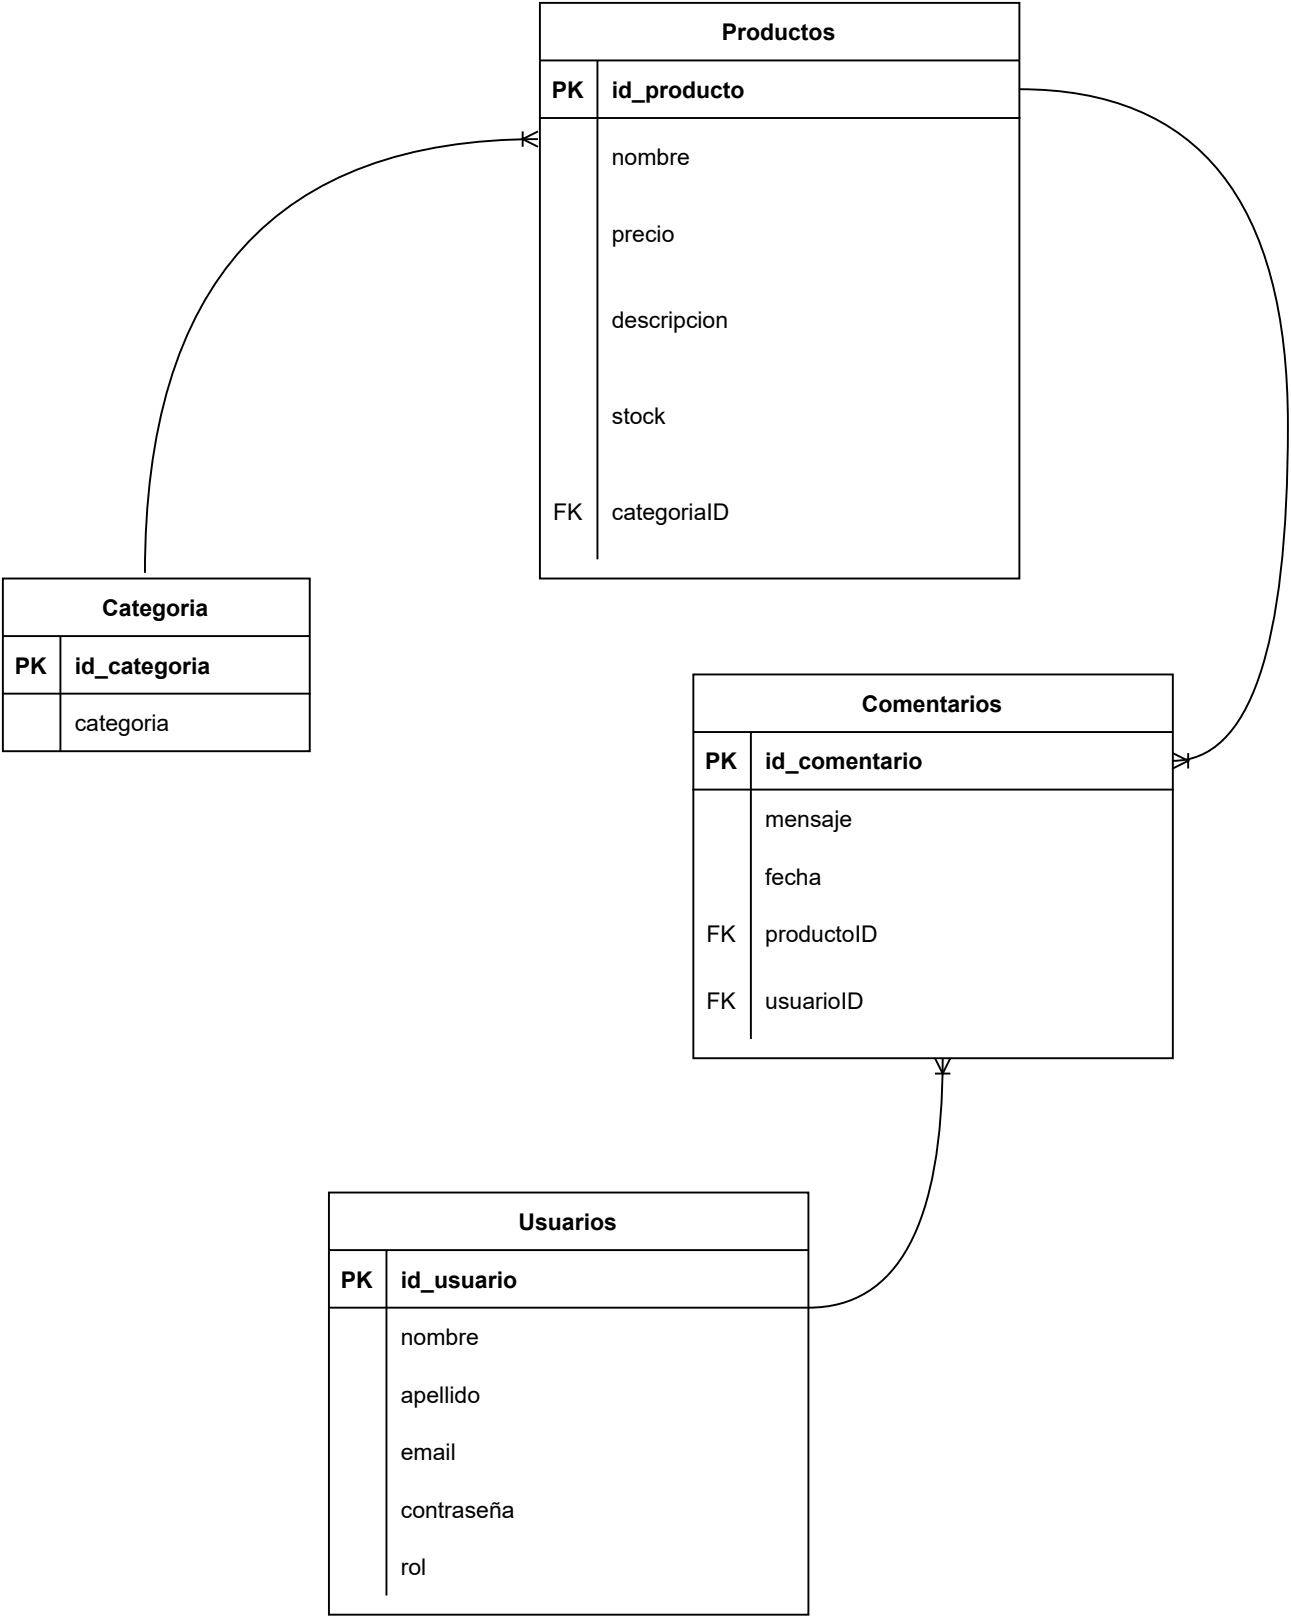 Productos
PK id_producto
nombre
precio
descripcion
stock
FK categoriaID
Categoria
PK id_categoria
categoria
Comentarios
PK id_comentario
mensaje
fecha
FK productoID
FK usuarioID
Usuarios
PK id_usuario
nombre
apellido
email
contraseña
rol